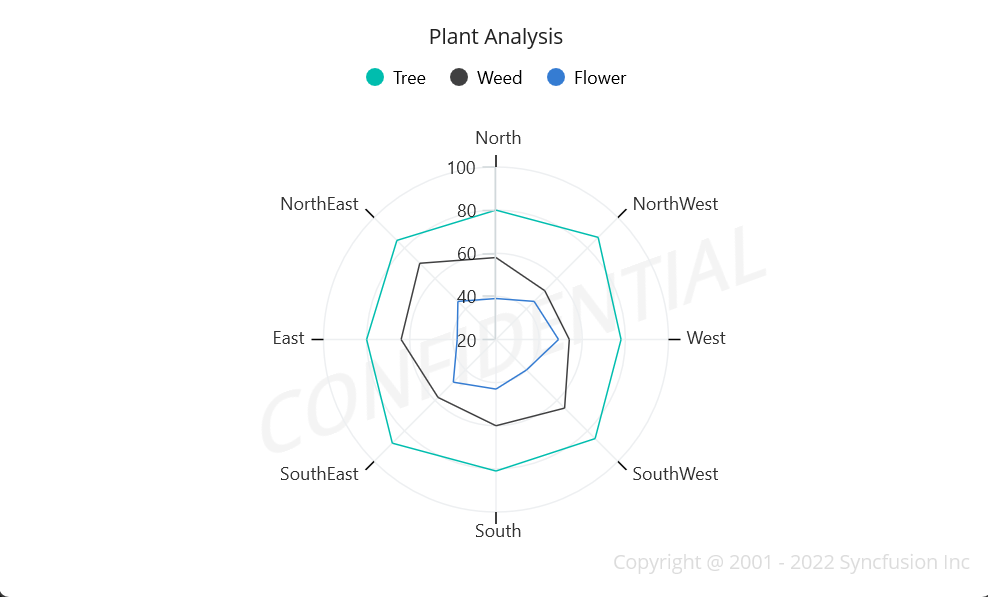 Plant Analysis
Tree Weed Flower
North
100
NorthEast
NorthWest
80
60
40
East
20
West
SouthEast
SouthWest
South
CONFIDENTIAL
Copyright @ 2001 - 2022 Syncfusion Inc